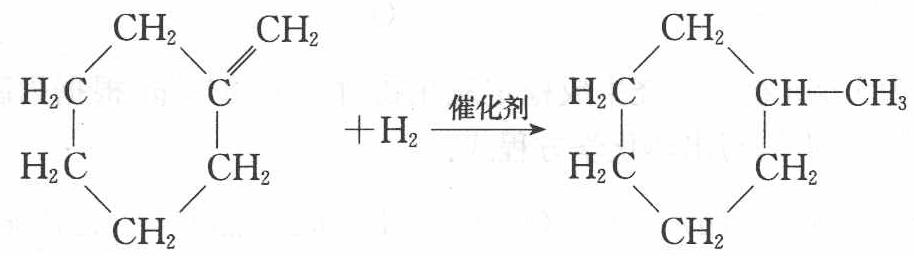 CH₂ CH₂ CH₂
H₂C C H₂C CH—CH₃
+H₂ 催化剂
H₂C CH₂ H₂C CH₂
CH₂ CH₂